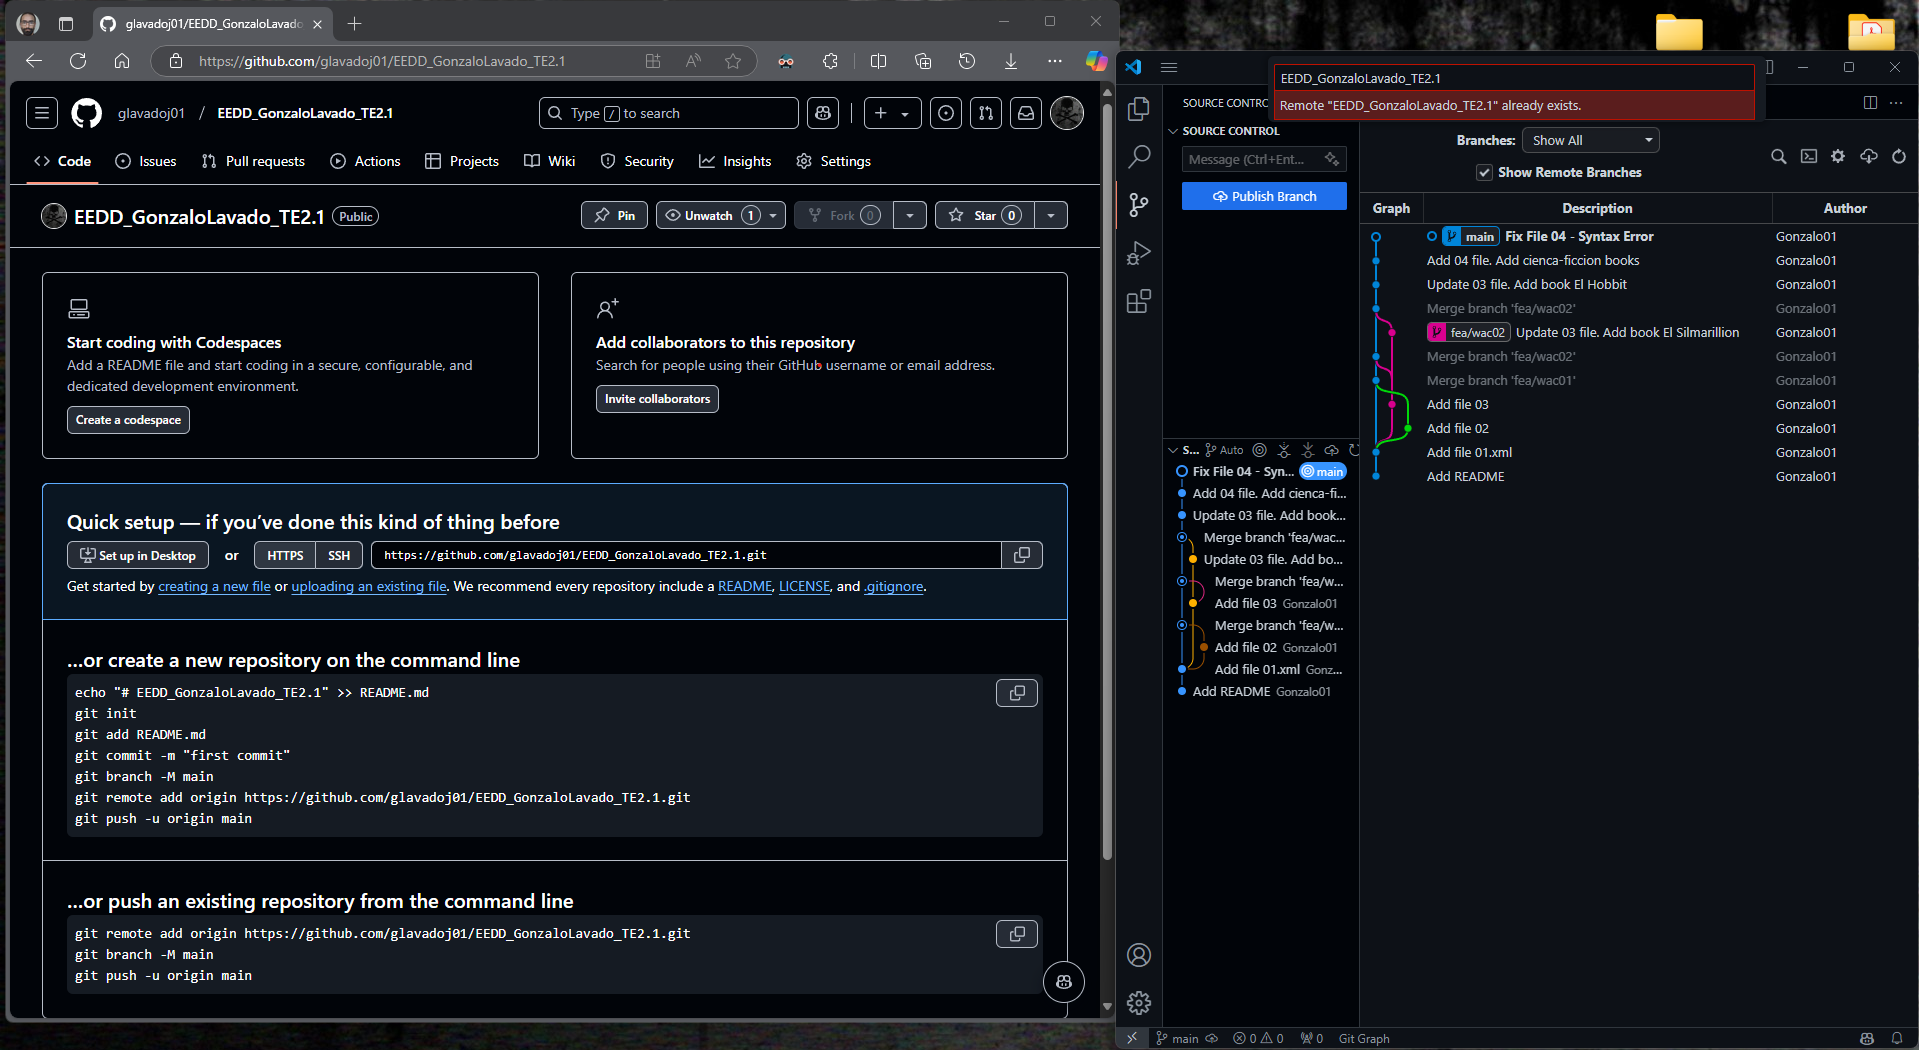 glavadoj01/EEDD_GonzaloLavado
https://github.com/glavadoj01/EEDD_GonzaloLavado_TE2.1
glavadoj01 / EEDD_GonzaloLavado_TE2.1
Type / to search
Code Issues Pull requests Actions Projects Wiki Security Insights Settings
EEDD_GonzaloLavado_TE2.1 Public
Pin Unwatch 1 Fork 0 Star 0
Start coding with Codespaces
Add a README file and start coding in a secure, configurable, and
dedicated development environment.
Create a codespace
Add collaborators to this repository
Search for people using their GitHub username or email address.
Invite collaborators
Quick setup — if you've done this kind of thing before
Set up in Desktop or HTTPS SSH https://github.com/glavadoj01/EEDD_GonzaloLavado_TE2.1.git
Get started by creating a new file or uploading an existing file. We recommend every repository include a README, LICENSE, and .gitignore.
...or create a new repository on the command line
echo "# EEDD_GonzaloLavado_TE2.1" >> README.md
git init
git add README.md
git commit -m "first commit"
git branch -M main
git remote add origin https://github.com/glavadoj01/EEDD_GonzaloLavado_TE2.1.git
git push -u origin main
...or push an existing repository from the command line
git remote add origin https://github.com/glavadoj01/EEDD_GonzaloLavado_TE2.1.git
git branch -M main
git push -u origin main
EEDD_GonzaloLavado_TE2.1
Remote "EEDD_GonzaloLavado_TE2.1" already exists.
SOURCE CONTRO
SOURCE CONTROL
Message (Ctrl+Ent...
Publish Branch
S... Auto
Fix File 04 - Syn... main
Add 04 file. Add cienca-fi...
Update 03 file. Add book...
Merge branch 'fea/wac...
Update 03 file. Add bo...
Merge branch 'fea/w...
Add file 03 Gonzalo01
Merge branch 'fea/w...
Add file 02 Gonzalo01
Add file 01.xml Gonz...
Add README Gonzalo01
Branches: Show All
Show Remote Branches
Graph Description Author
main Fix File 04 - Syntax Error Gonzalo01
Add 04 file. Add cienca-ficcion books Gonzalo01
Update 03 file. Add book El Hobbit Gonzalo01
Merge branch 'fea/wac02' Gonzalo01
fea/wac02 Update 03 file. Add book El Silmarillion Gonzalo01
Merge branch 'fea/wac02' Gonzalo01
Merge branch 'fea/wac01' Gonzalo01
Add file 03 Gonzalo01
Add file 02 Gonzalo01
Add file 01.xml Gonzalo01
Add README Gonzalo01
main 0 0 0 Git Graph